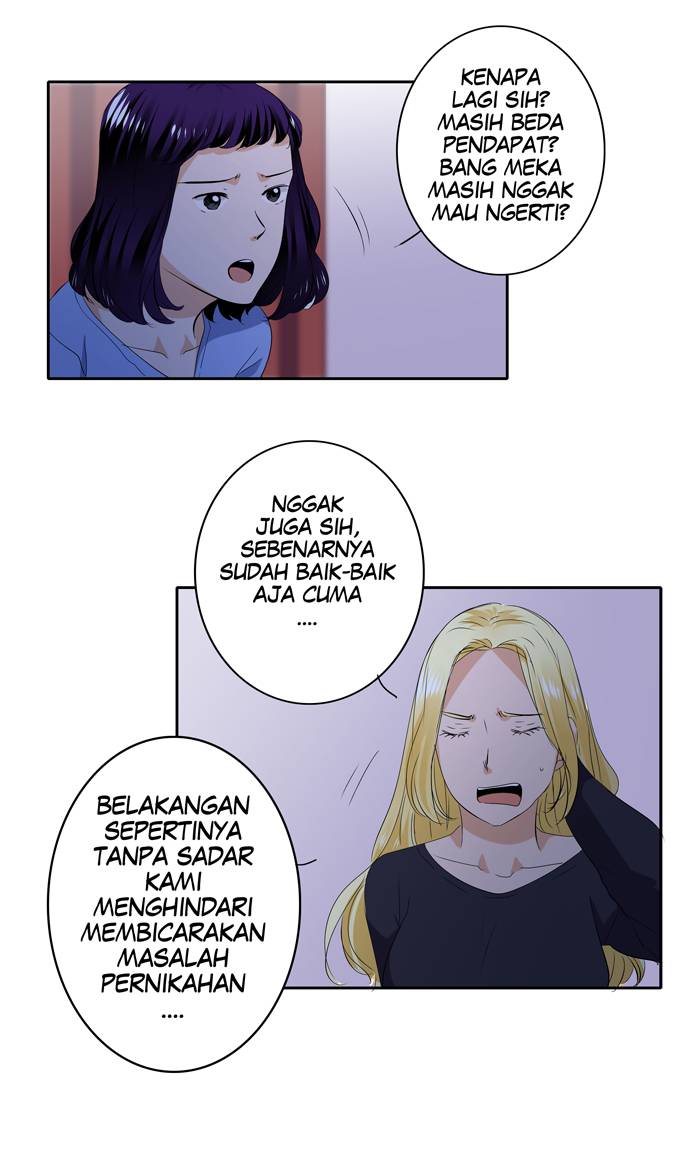 KENAPA
LAGI SIH?
MASIH BEDA
PENDAPAT?
BANG MEKA
MASIH NGGAK
MAU NGERTI?
NGGAK
JUGA SIH,
SEBENARNYA
SUDAH BAIK-BAIK
AJA CUMA
....
BELAKANGAN
SEPERTINYA
TANPA SADAR
KAMI
MENGHINDARI
MEMBICARAKAN
MASALAH
PERNIKAHAN
....